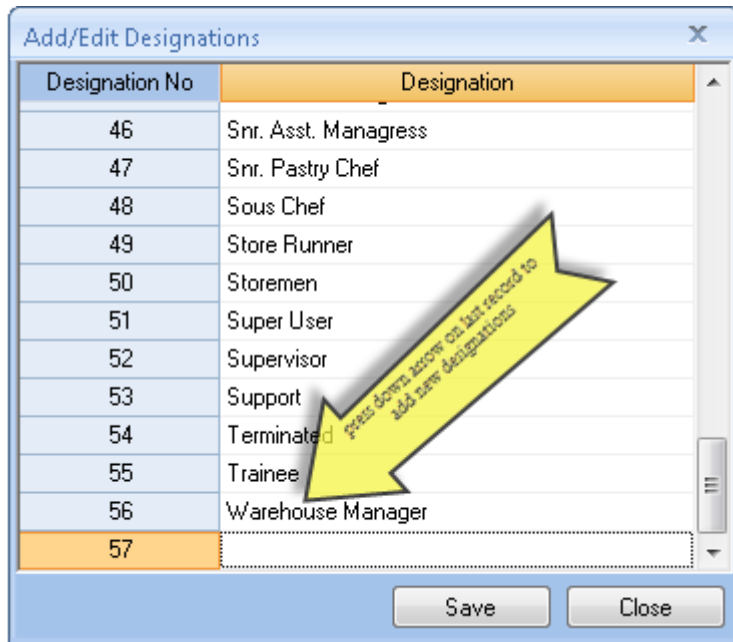 Add/Edit Designations
Designation No Designation
46 Snr. Asst. Managress
47 Snr. Pastry Chef
48 Sous Chef
49 Store Runner
50 Storemen
51 Super User
52 Supervisor
53 Support
54 Terminated
55 Trainee
56 Warehouse Manager
57
press down arrow on last record to
add new designations
Save Close